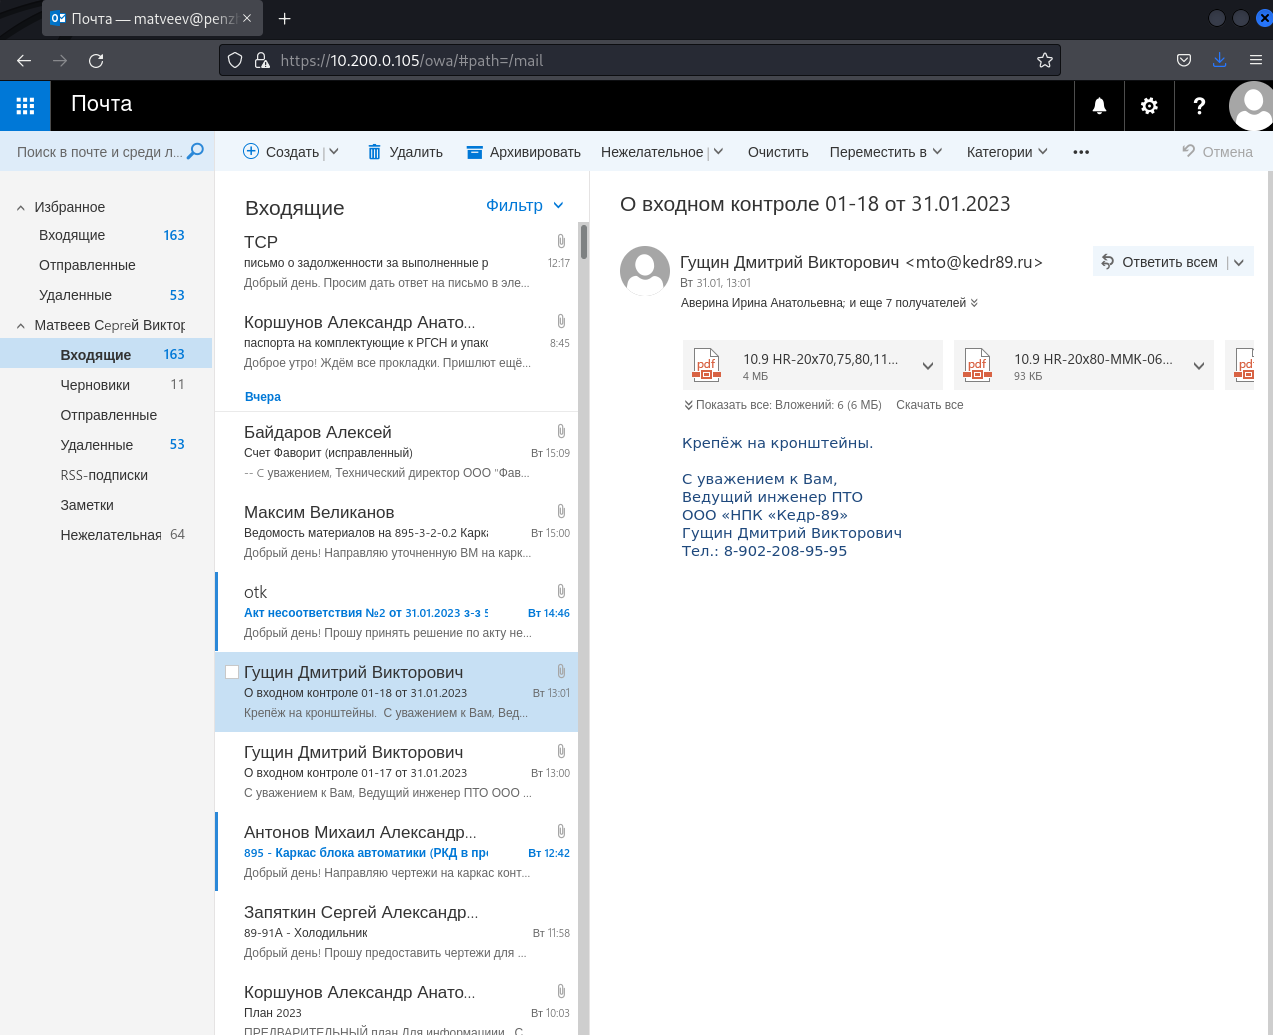 Почта — matveev@penzh
https://10.200.0.105/owa/#path=/mail
Почта
Поиск в почте и среди л...
Создать
Удалить
Архивировать
Нежелательное
Очистить
Переместить в
Категории
Отмена
Избранное
Входящие 163
Отправленные
Удаленные 53
Матвеев Сергей Виктор
Входящие 163
Черновики 11
Отправленные
Удаленные 53
RSS-подписки
Заметки
Нежелательная 64
Входящие
Фильтр
ТСР
письмо о задолженности за выполненные р 12:17
Добрый день. Просим дать ответ на письмо в эле...
Коршунов Александр Анато...
паспорта на комплектующие к РГСН и упако 8:45
Доброе утро! Ждём все прокладки. Пришлют ещё...
Вчера
Байдаров Алексей
Счет Фаворит (исправленный) Вт 15:09
-- С уважением, Технический директор ООО "Фав...
Максим Великанов
Ведомость материалов на 895-3-2-0.2 Карка Вт 15:00
Добрый день! Направляю уточненную ВМ на карк...
otk
Акт несоответствия №2 от 31.01.2023 з-з 5 Вт 14:46
Добрый день! Прошу принять решение по акту не...
Гущин Дмитрий Викторович
О входном контроле 01-18 от 31.01.2023 Вт 13:01
Крепёж на кронштейны. С уважением к Вам, Вед...
Гущин Дмитрий Викторович
О входном контроле 01-17 от 31.01.2023 Вт 13:00
С уважением к Вам, Ведущий инженер ПТО ООО ...
Антонов Михаил Александр...
895 - Каркас блока автоматики (РКД в про Вт 12:42
Добрый день! Направляю чертежи на каркас конт...
Запяткин Сергей Александр...
89-91А - Холодильник Вт 11:58
Добрый день! Прошу предоставить чертежи для ...
Коршунов Александр Анато...
План 2023 Вт 10:03
ПРЕДВАРИТЕЛЬНЫЙ план Для информациии. С
О входном контроле 01-18 от 31.01.2023
Гущин Дмитрий Викторович <mto@kedr89.ru>
Вт 31.01, 13:01
Аверина Ирина Анатольевна; и еще 7 получателей
Ответить всем
pdf
10.9 HR-20x70,75,80,11...
4 МБ
pdf
10.9 HR-20x80-ММК-06...
93 КБ
pdf
Показать все: Вложений: 6 (6 МБ) Скачать все
Крепёж на кронштейны.
С уважением к Вам,
Ведущий инженер ПТО
ООО «НПК «Кедр-89»
Гущин Дмитрий Викторович
Тел.: 8-902-208-95-95